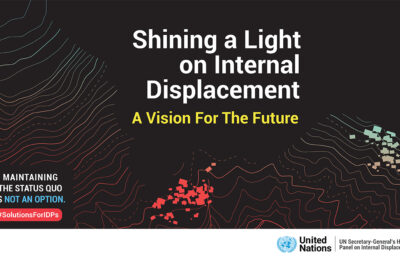 Shining a Light
on Internal
Displacement
A Vision For The Future
MAINTAINING
THE STATUS QUO
S NOT AN OPTION.
#SolutionsForIDPs
United
Nations
UN Secretary-General's H
Panel on Internal Displace